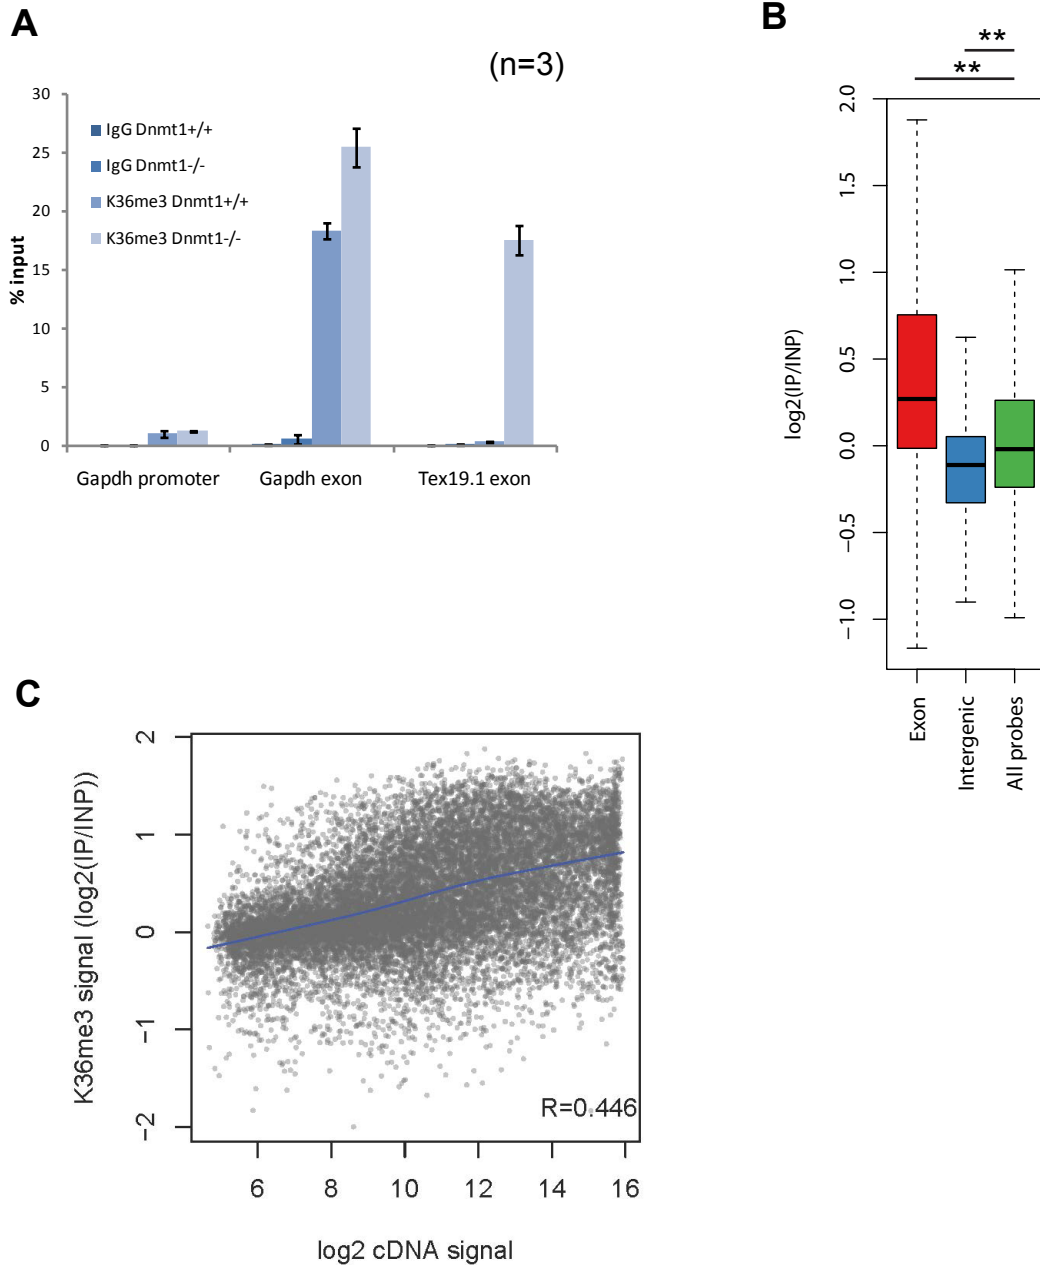 A
(n=3)
30
25
20
15
10
5
0
% input
IgG Dnmt1+/+
IgG Dnmt1-/-
K36me3 Dnmt1+/+
K36me3 Dnmt1-/-
Gapdh promoter
Gapdh exon
Tex19.1 exon
B
**
**
2.0
1.5
1.0
0.5
0.0
−0.5
−1.0
log2(IP/INP)
Exon
Intergenic
All probes
C
2
1
0
−1
−2
K36me3 signal (log2(IP/INP))
R=0.446
6
8
10
12
14
16
log2 cDNA signal